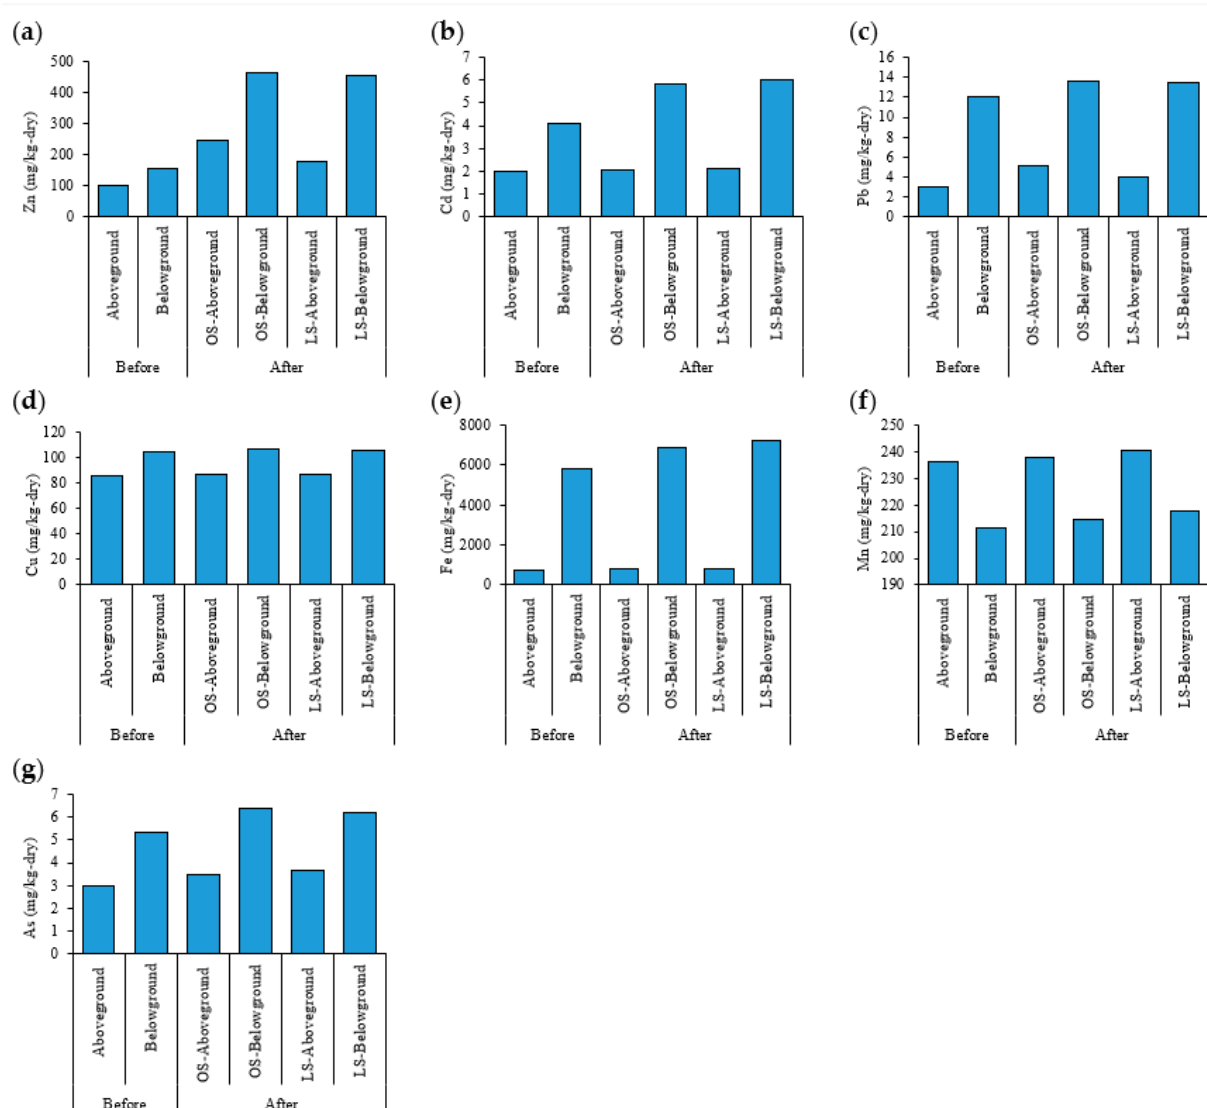 (a)
Zn (mg/kg-dry)
500
400
300
200
100
0
Aboveground
Belowground
OS-Aboveground
OS-Belowground
LS-Aboveground
LS-Belowground
Before
After
(b)
Cd (mg/kg-dry)
7
6
5
4
3
2
1
0
Aboveground
Belowground
OS-Aboveground
OS-Belowground
LS-Aboveground
LS-Belowground
Before
After
(c)
Pb (mg/kg-dry)
16
14
12
10
8
6
4
2
0
Aboveground
Belowground
OS-Aboveground
OS-Belowground
LS-Aboveground
LS-Belowground
Before
After
(d)
Cu (mg/kg-dry)
120
100
80
60
40
20
0
Aboveground
Belowground
OS-Aboveground
OS-Belowground
LS-Aboveground
LS-Belowground
Before
After
(e)
Fe (mg/kg-dry)
8000
6000
4000
2000
0
Aboveground
Belowground
OS-Aboveground
OS-Belowground
LS-Aboveground
LS-Belowground
Before
After
(f)
Mn (mg/kg-dry)
250
240
230
220
210
200
190
Aboveground
Belowground
OS-Aboveground
OS-Belowground
LS-Aboveground
LS-Belowground
Before
After
(g)
As (mg/kg-dry)
7
6
5
4
3
2
1
0
Aboveground
Belowground
OS-Aboveground
OS-Belowground
LS-Aboveground
LS-Belowground
Before
After